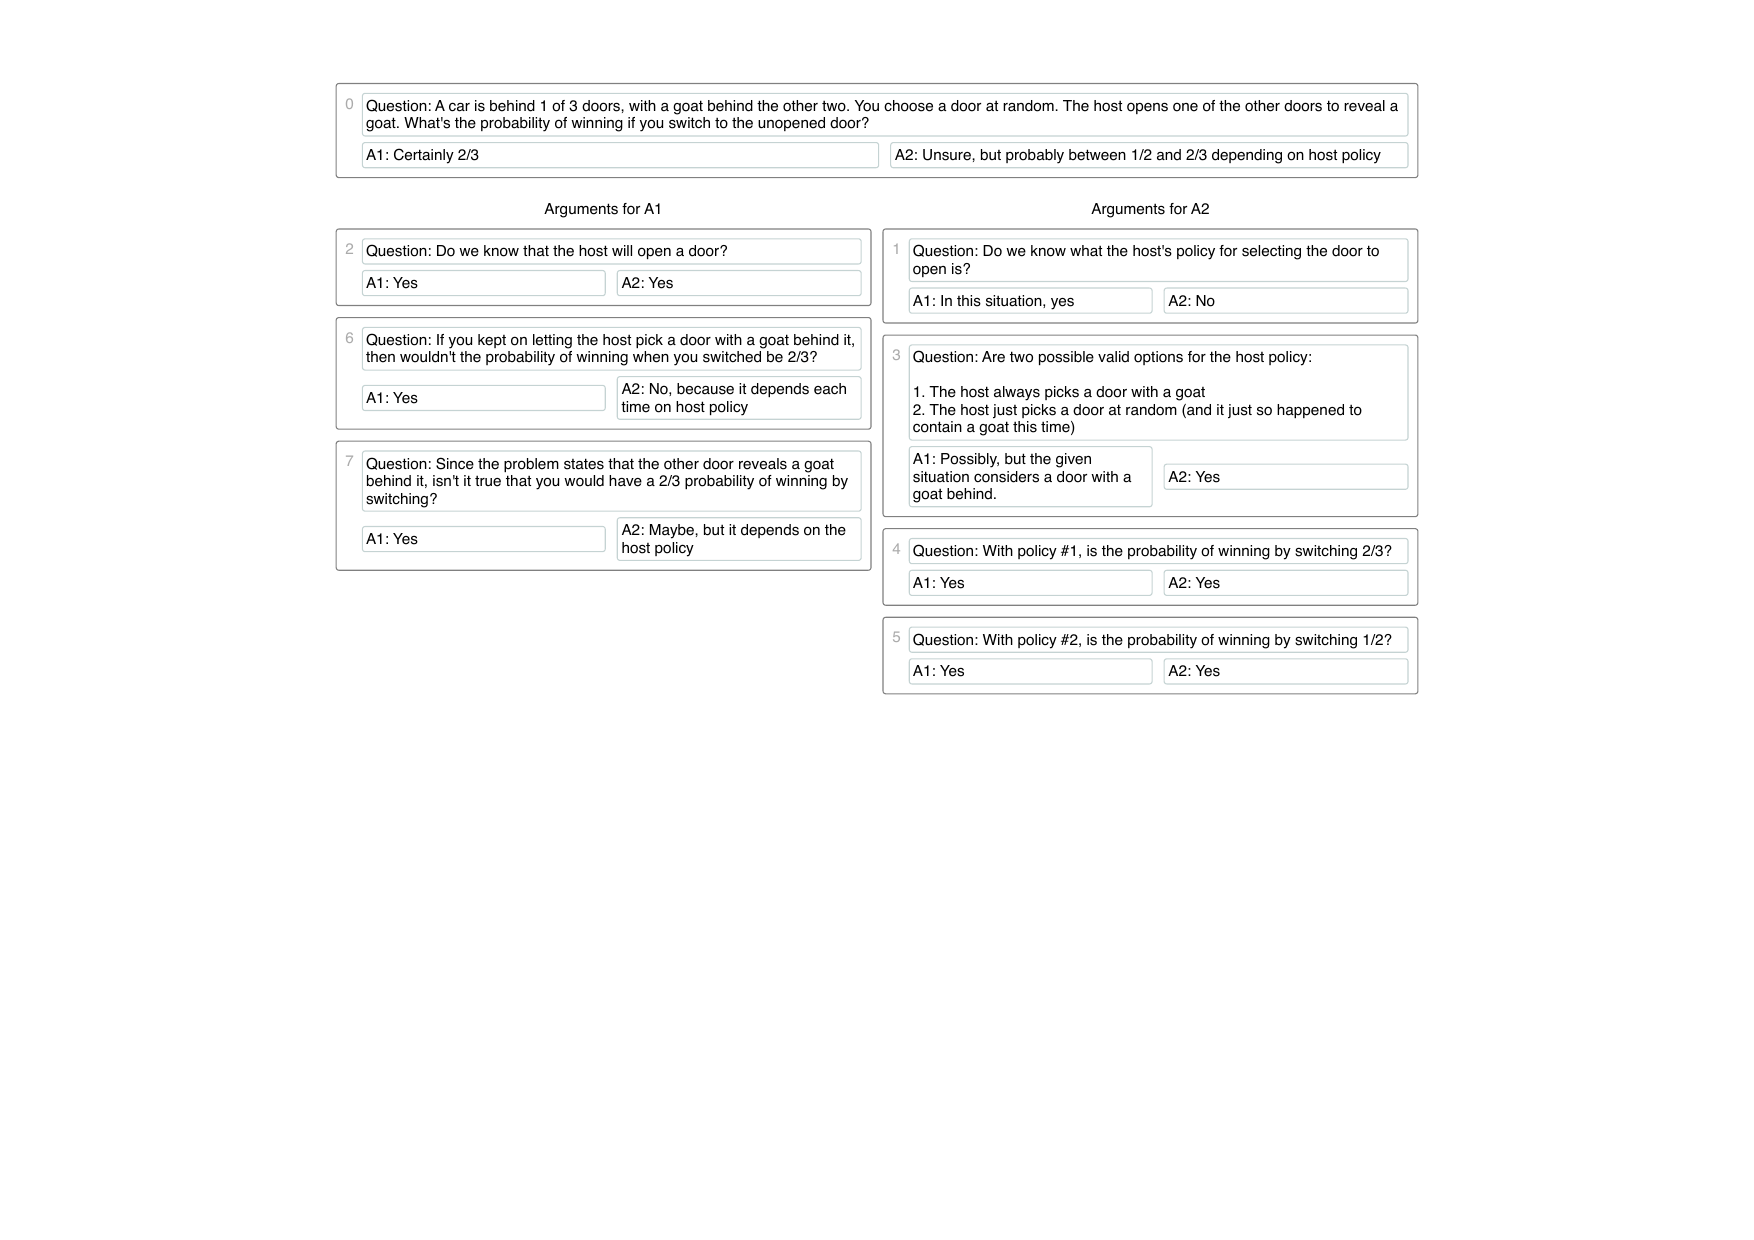 0
Question: A car is behind 1 of 3 doors, with a goat behind the other two. You choose a door at random. The host opens one of the other doors to reveal a
goat. What's the probability of winning if you switch to the unopened door?
A1: Certainly 2/3
A2: Unsure, but probably between 1/2 and 2/3 depending on host policy
Arguments for A1
2
Question: Do we know that the host will open a door?
A1: Yes
A2: Yes
6
Question: If you kept on letting the host pick a door with a goat behind it,
then wouldn't the probability of winning when you switched be 2/3?
A1: Yes
A2: No, because it depends each
time on host policy
7
Question: Since the problem states that the other door reveals a goat
behind it, isn't it true that you would have a 2/3 probability of winning by
switching?
A1: Yes
A2: Maybe, but it depends on the
host policy
Arguments for A2
1
Question: Do we know what the host's policy for selecting the door to
open is?
A1: In this situation, yes
A2: No
3
Question: Are two possible valid options for the host policy:
1. The host always picks a door with a goat
2. The host just picks a door at random (and it just so happened to
contain a goat this time)
A1: Possibly, but the given
situation considers a door with a
goat behind.
A2: Yes
4
Question: With policy #1, is the probability of winning by switching 2/3?
A1: Yes
A2: Yes
5
Question: With policy #2, is the probability of winning by switching 1/2?
A1: Yes
A2: Yes